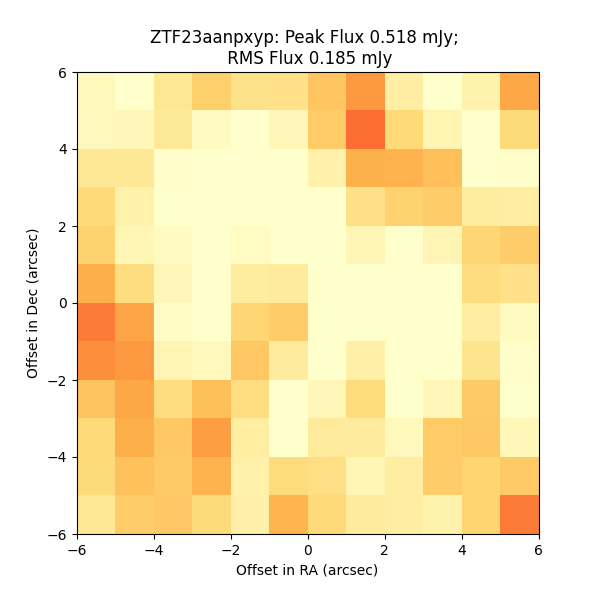 ZTF23aanpxyp: Peak Flux 0.518 mJy;
RMS Flux 0.185 mJy
6
4
2
0
−2
−4
−6
Offset in Dec (arcsec)
−6 −4 −2 0 2 4 6
Offset in RA (arcsec)